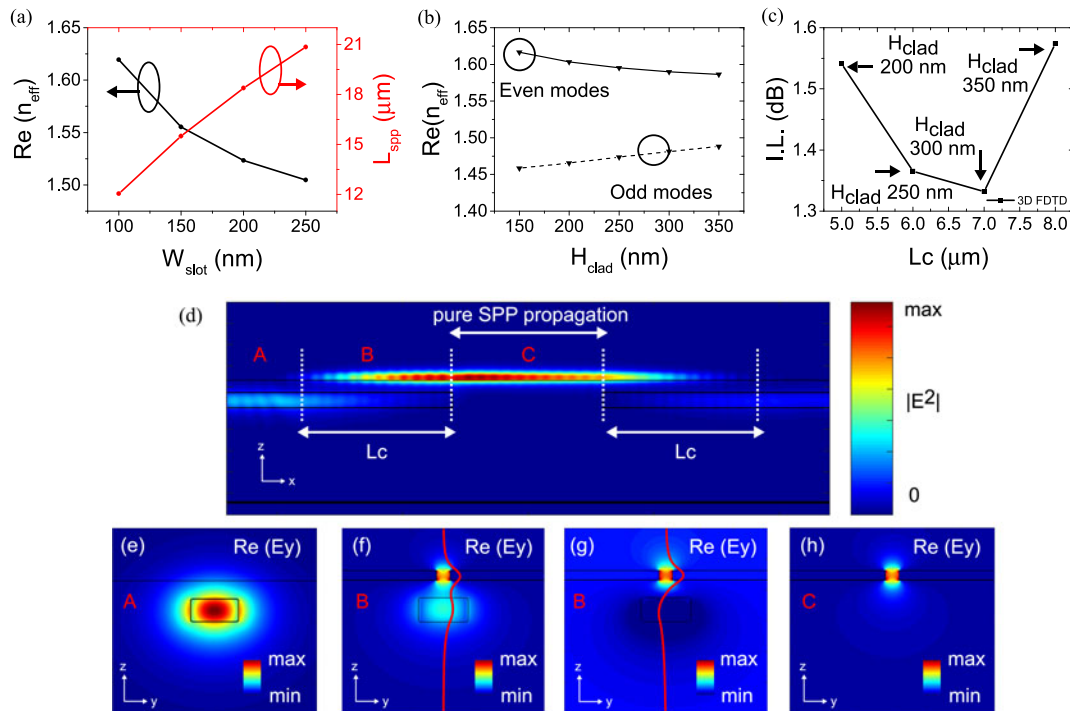 (a)
1.65
1.60
1.55
1.50
Re (n_eff)
21
18
15
12
L_spp (μm)
100 150 200 250
W_slot (nm)
(b)
1.65
1.60
1.55
1.50
1.45
1.40
Re(n_eff)
Even modes
Odd modes
150 200 250 300 350
H_clad (nm)
(c)
1.6
1.5
1.4
1.3
I.L. (dB)
H_clad
200 nm
H_clad
350 nm
H_clad
300 nm
H_clad 250 nm
3D FDTD
5.0 5.5 6.0 6.5 7.0 7.5 8.0
Lc (μm)
(d)
pure SPP propagation
A
B
C
Lc
Lc
z
x
max
|E²|
0
(e)
Re (Ey)
A
z
y
max
min
(f)
Re (Ey)
B
z
y
max
min
(g)
Re (Ey)
B
z
y
max
min
(h)
Re (Ey)
C
z
y
max
min